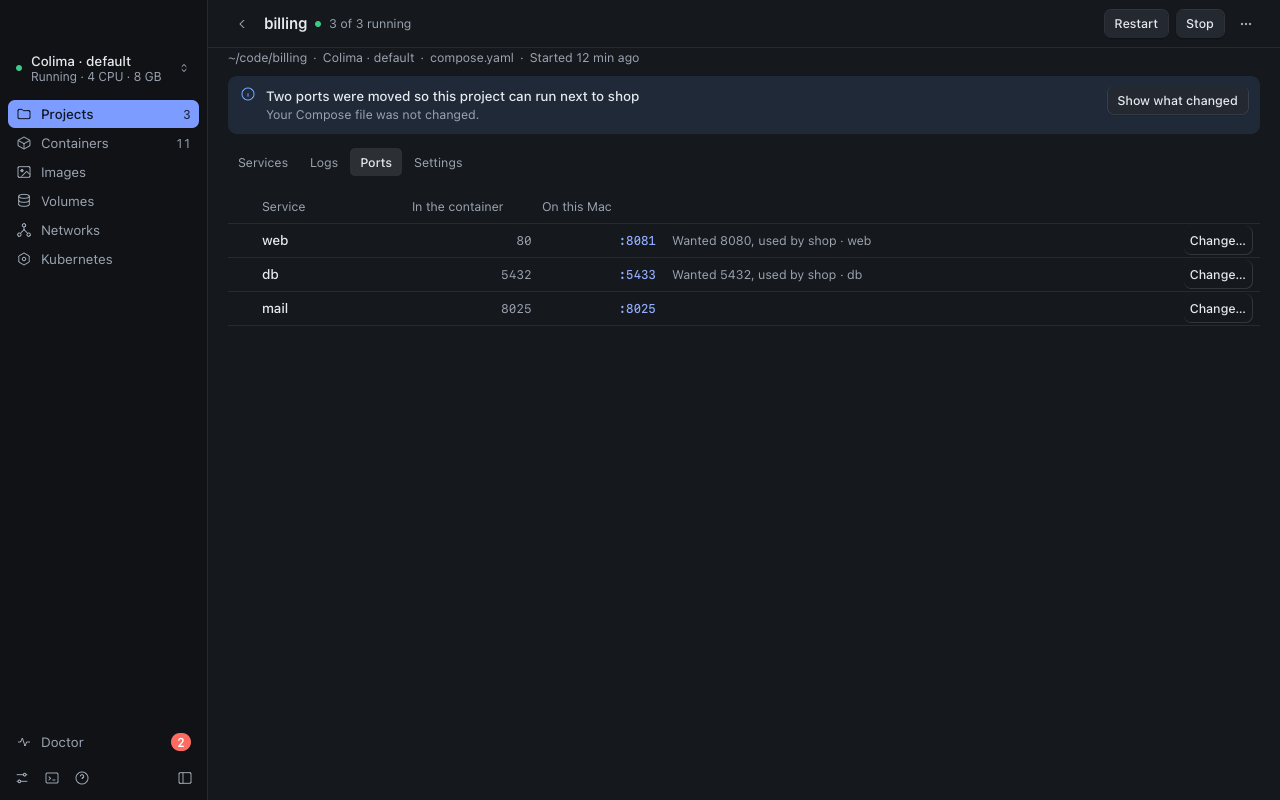 billing
3 of 3 running
Restart
Stop
~/code/billing · Colima · default · compose.yaml · Started 12 min ago
Colima · default
Running · 4 CPU · 8 GB
Projects 3
Containers 11
Images
Volumes
Networks
Kubernetes
Doctor 2
Two ports were moved so this project can run next to shop
Your Compose file was not changed.
Show what changed
Services Logs Ports Settings
Service In the container On this Mac
web 80 :8081 Wanted 8080, used by shop · web Change...
db 5432 :5433 Wanted 5432, used by shop · db Change...
mail 8025 :8025 Change...